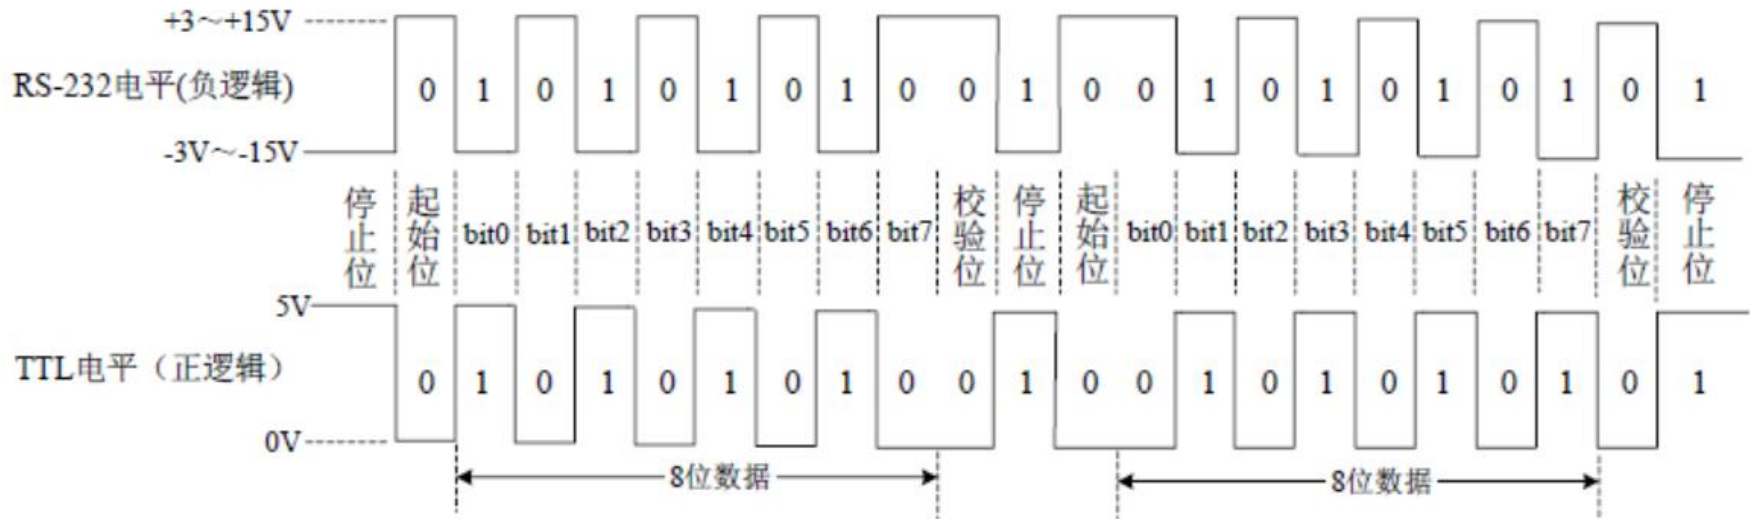 +3～+15V
RS-232电平(负逻辑)
0 1 0 1 0 1 0 1 0 0 1 0 0 1 0 1 0 1 0 1 0 1
-3V～-15V
停止位 起始位 bit0 bit1 bit2 bit3 bit4 bit5 bit6 bit7 校验位 停止位 起始位 bit0 bit1 bit2 bit3 bit4 bit5 bit6 bit7 校验位 停止位
5V
TTL电平（正逻辑）
0 1 0 1 0 1 0 1 0 0 1 0 0 1 0 1 0 1 0 1 0 1
0V
8位数据 8位数据